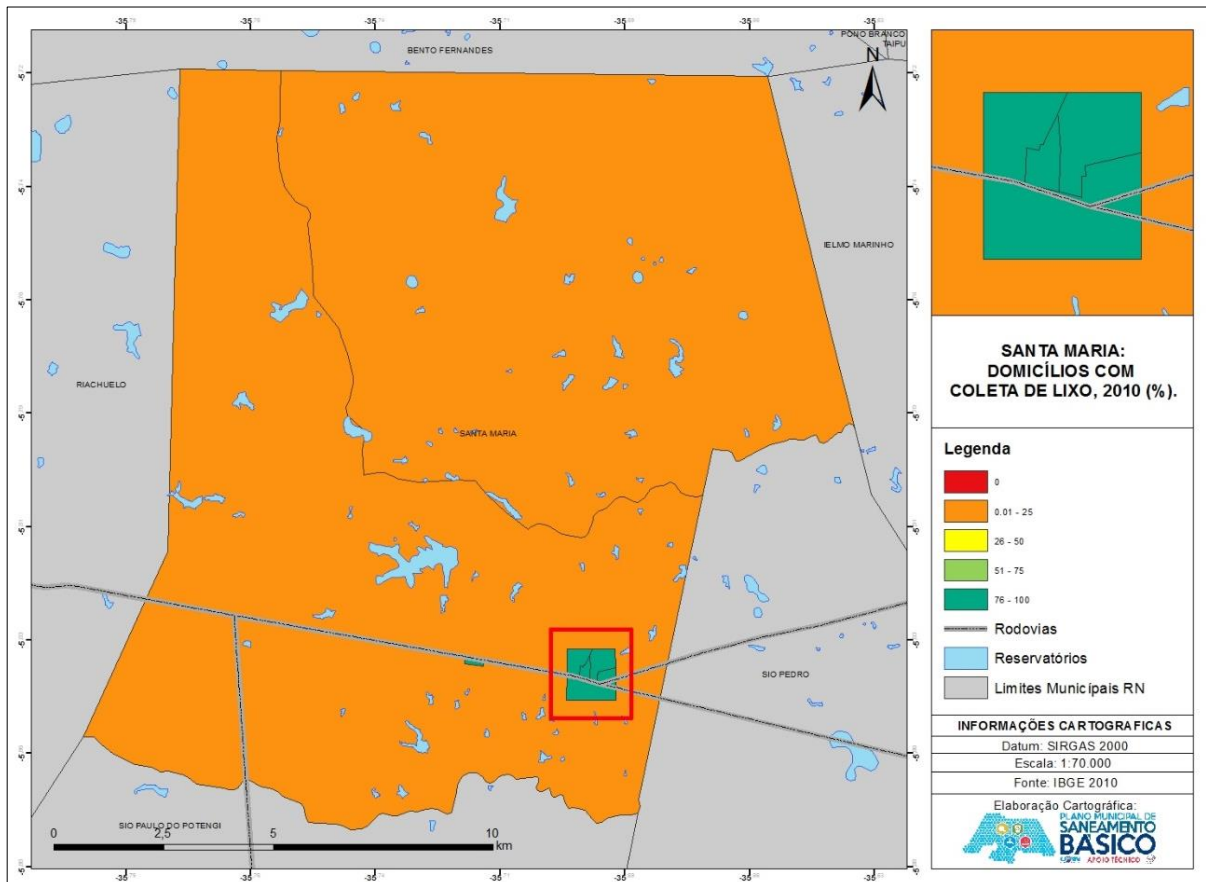 BENTO FERNANDES
POÇO BRANCO
TAIPU
N
IELMO MARINHO
RIACHUELO
SANTA MARIA
SIO PEDRO
SIO PAULO DO POTENGI
0
2,5
5
10
km
SANTA MARIA:
DOMICÍLIOS COM
COLETA DE LIXO, 2010 (%).
Legenda
0
0.01 - 25
26 - 50
51 - 75
76 - 100
Rodovias
Reservatórios
Limites Municípais RN
INFORMAÇÕES CARTOGRAFICAS
Datum: SIRGAS 2000
Escala: 1:70.000
Fonte: IBGE 2010
Elaboração Cartográfica:
PLANO MUNICIPAL DE
SANEAMENTO
BÁSICO
APOIO TÉCNICO